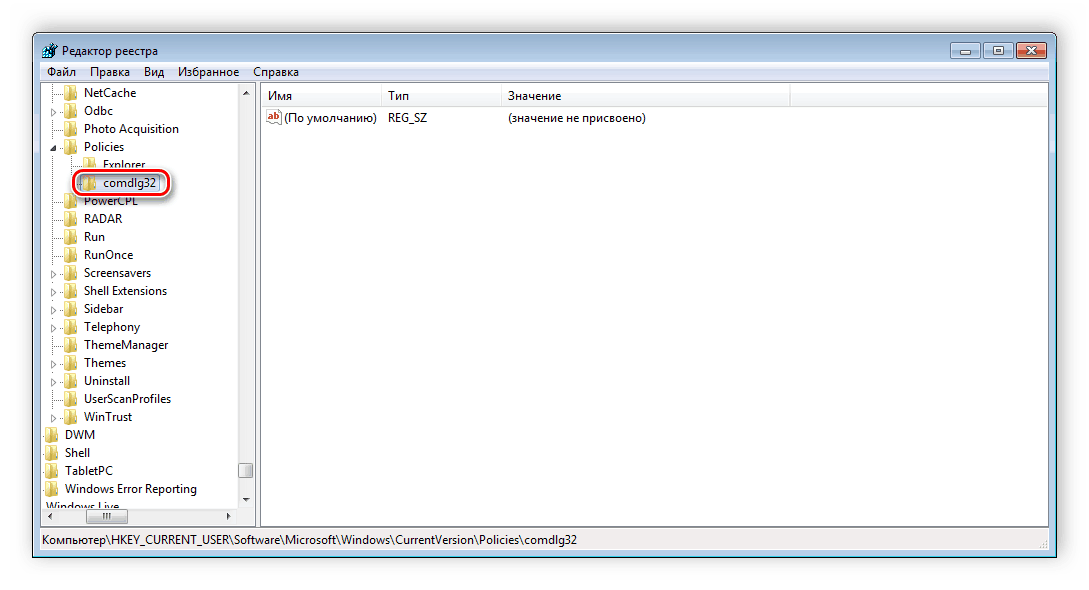 Редактор реестра
Файл Правка Вид Избранное Справка
NetCache
Odbc
Photo Acquisition
Policies
Explorer
comdlg32
PowerCPL
RADAR
Run
RunOnce
Screensavers
Shell Extensions
Sidebar
Telephony
ThemeManager
Themes
Uninstall
UserScanProfiles
WinTrust
DWM
Shell
TabletPC
Windows Error Reporting
Windows Live
Имя Тип Значение
ab (По умолчанию) REG_SZ (значение не присвоено)
Компьютер\HKEY_CURRENT_USER\Software\Microsoft\Windows\CurrentVersion\Policies\comdlg32